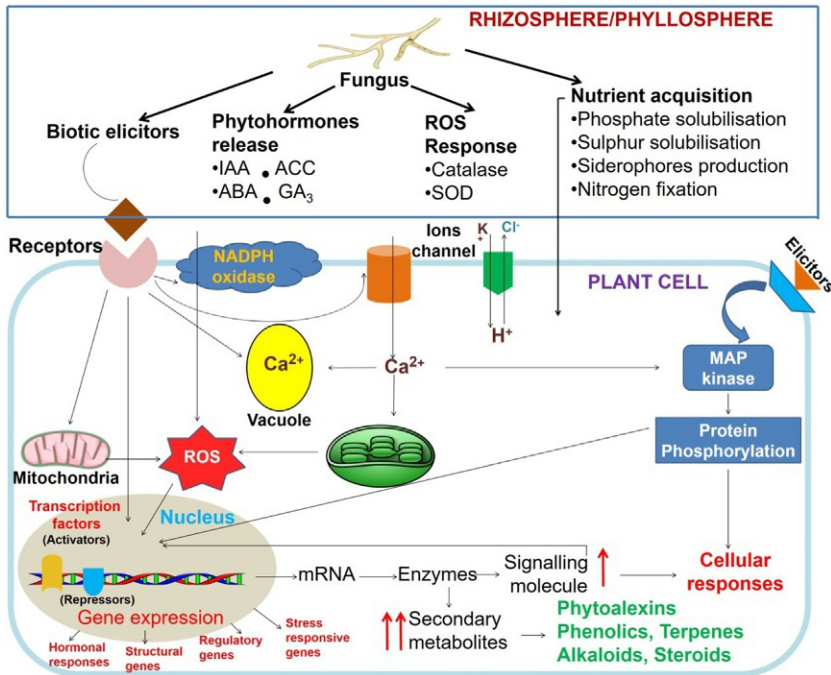 RHIZOSPHERE/PHYLLOSPHERE
Fungus
Biotic elicitors
Phytohormones
release
•IAA • ACC
•ABA • GA₃
ROS
Response
•Catalase
•SOD
Nutrient acquisition
•Phosphate solubilisation
•Sulphur solubilisation
•Siderophores production
•Nitrogen fixation
Receptors
NADPH
oxidase
Ions
channel
K+
Cl-
H+
PLANT CELL
Elicitors
Ca2+
Vacuole
Ca2+
MAP
kinase
Protein
Phosphorylation
Mitochondria
ROS
Transcription
factors
(Activators)
Nucleus
(Repressors)
Gene expression
mRNA
Enzymes
Signalling
molecule
Cellular
responses
Secondary
metabolites
Phytoalexins
Phenolics, Terpenes
Alkaloids, Steroids
Hormonal
responses
Structural
genes
Regulatory
genes
Stress
responsive
genes